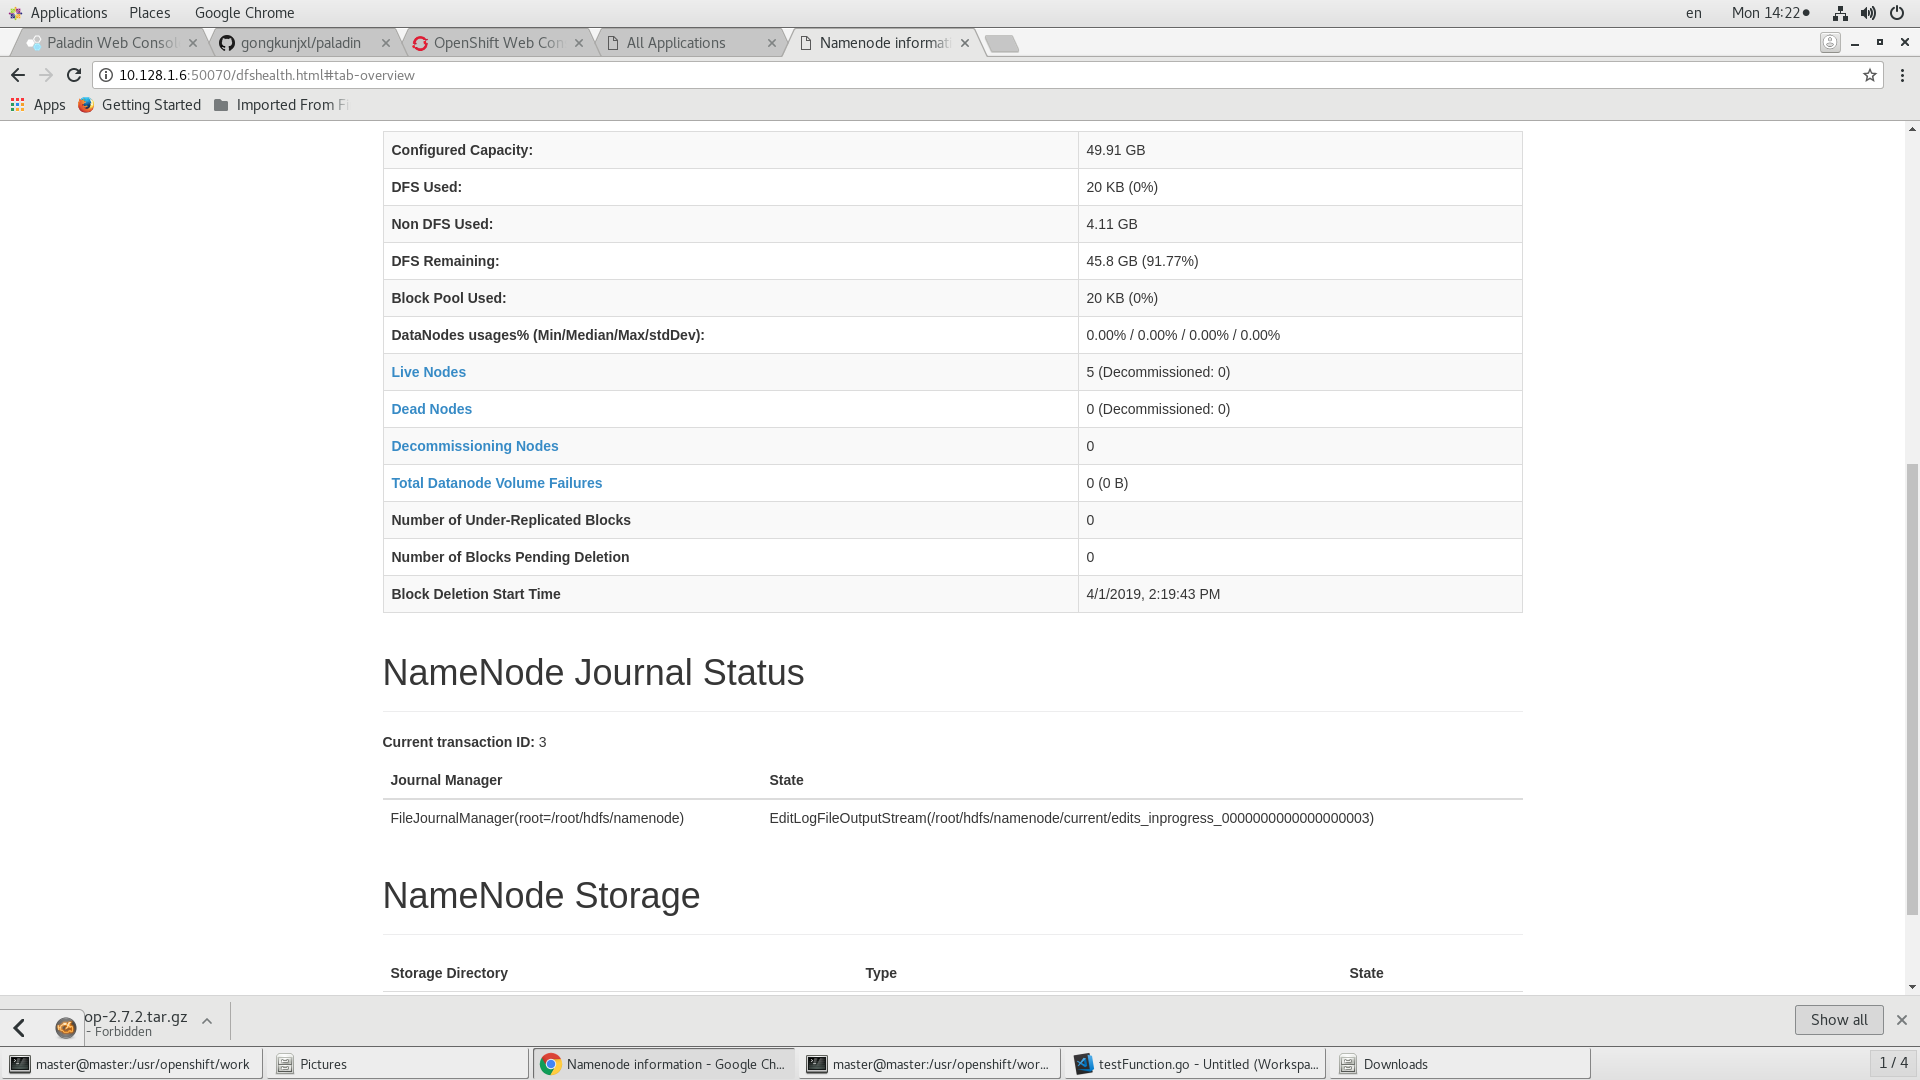 Applications Places Google Chrome en Mon 14:22
Paladin Web Consol gongkunjxl/paladin OpenShift Web Con All Applications Namenode informat
10.128.1.6:50070/dfshealth.html#tab-overview
Apps Getting Started Imported From Fi
Configured Capacity: 49.91 GB
DFS Used: 20 KB (0%)
Non DFS Used: 4.11 GB
DFS Remaining: 45.8 GB (91.77%)
Block Pool Used: 20 KB (0%)
DataNodes usages% (Min/Median/Max/stdDev): 0.00% / 0.00% / 0.00% / 0.00%
Live Nodes 5 (Decommissioned: 0)
Dead Nodes 0 (Decommissioned: 0)
Decommissioning Nodes 0
Total Datanode Volume Failures 0 (0 B)
Number of Under-Replicated Blocks 0
Number of Blocks Pending Deletion 0
Block Deletion Start Time 4/1/2019, 2:19:43 PM
NameNode Journal Status
Current transaction ID: 3
Journal Manager State
FileJournalManager(root=/root/hdfs/namenode) EditLogFileOutputStream(/root/hdfs/namenode/current/edits_inprogress_0000000000000000003)
NameNode Storage
Storage Directory Type State
op-2.7.2.tar.gz
- Forbidden
Show all
master@master:/usr/openshift/work Pictures Namenode information - Google Ch... master@master:/usr/openshift/wor... testFunction.go - Untitled (Workspa... Downloads 1 / 4